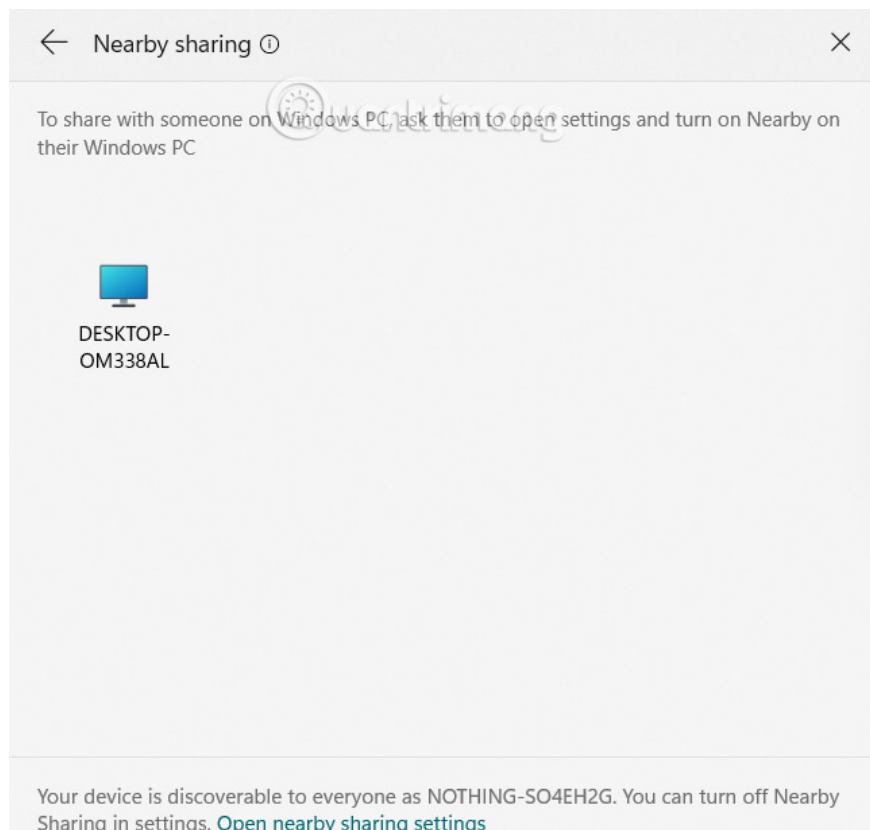 Nearby sharing
To share with someone on Windows PC, ask them to open settings and turn on Nearby on
their Windows PC
Quantrimang
DESKTOP-
OM338AL
Your device is discoverable to everyone as NOTHING-SO4EH2G. You can turn off Nearby
Sharing in settings. Open nearby sharing settings